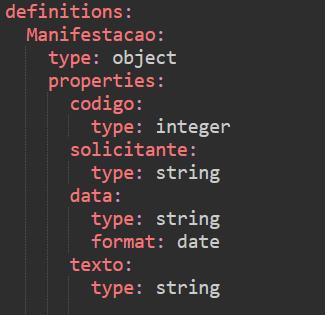 definitions:
  Manifestacao:
    type: object
    properties:
      codigo:
        type: integer
      solicitante:
        type: string
      data:
        type: string
        format: date
      texto:
        type: string